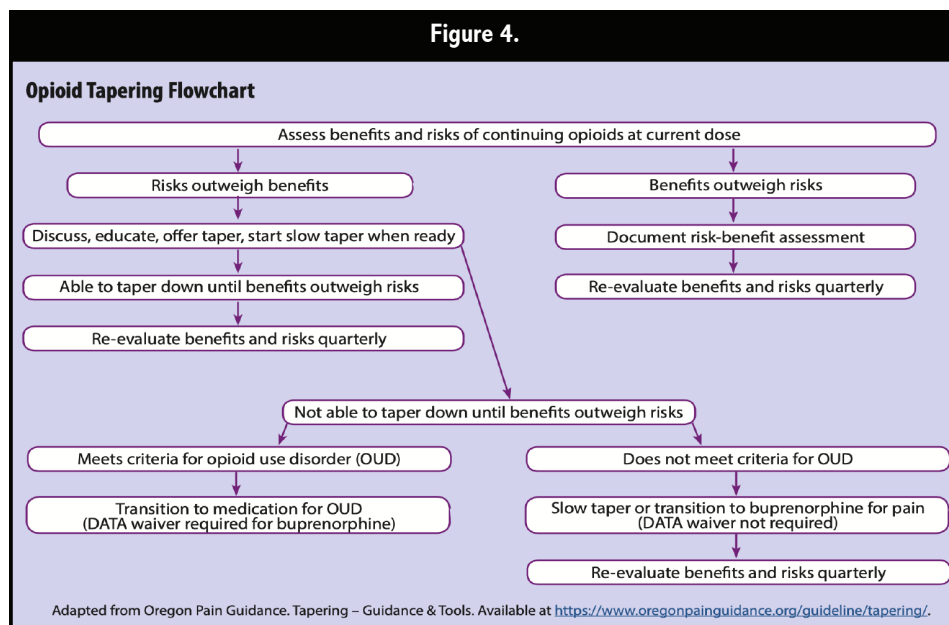 Figure 4.
Opioid Tapering Flowchart
Assess benefits and risks of continuing opioids at current dose
Risks outweigh benefits
Benefits outweigh risks
Discuss, educate, offer taper, start slow taper when ready
Document risk-benefit assessment
Able to taper down until benefits outweigh risks
Re-evaluate benefits and risks quarterly
Re-evaluate benefits and risks quarterly
Not able to taper down until benefits outweigh risks
Meets criteria for opioid use disorder (OUD)
Does not meet criteria for OUD
Transition to medication for OUD
(DATA waiver required for buprenorphine)
Slow taper or transition to buprenorphine for pain
(DATA waiver not required)
Re-evaluate benefits and risks quarterly
Adapted from Oregon Pain Guidance. Tapering – Guidance & Tools. Available at https://www.oregonpainguidance.org/guideline/tapering/.